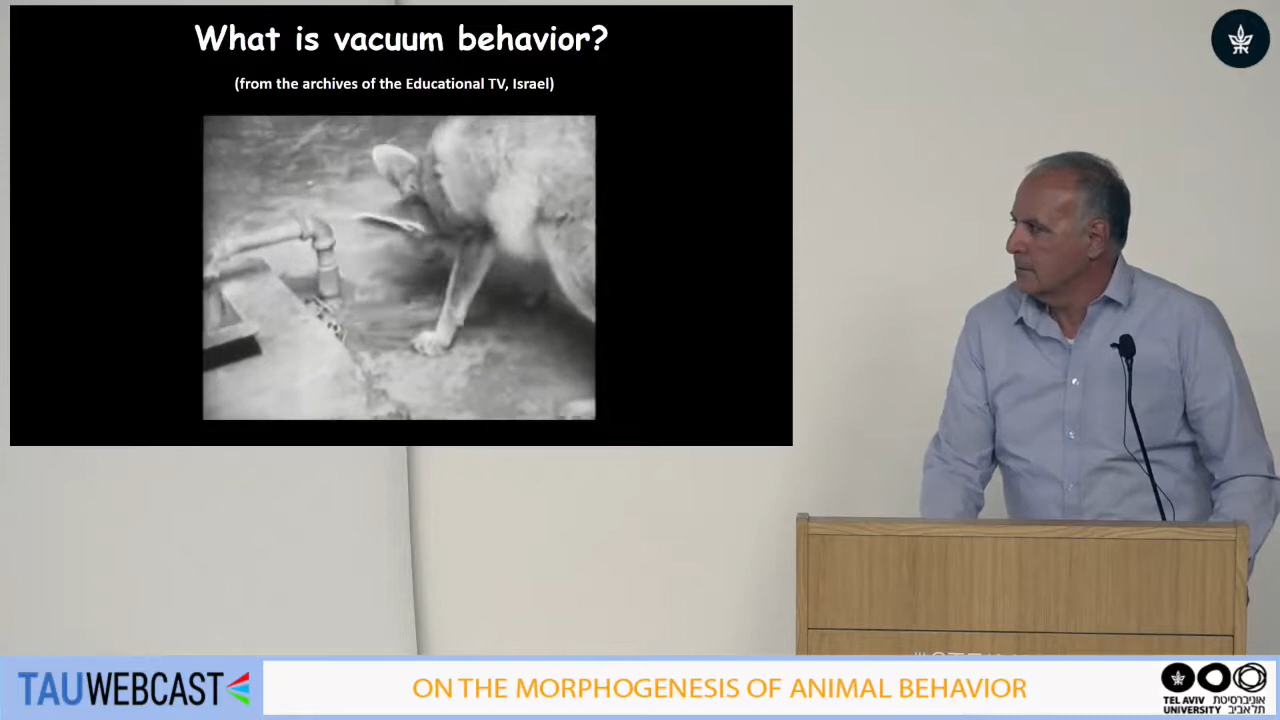 What is vacuum behavior?
(from the archives of the Educational TV, Israel)
TAUWEBCAST
ON THE MORPHOGENESIS OF ANIMAL BEHAVIOR
TEL AVIV אוניברסיטת
UNIVERSITY תל אביב